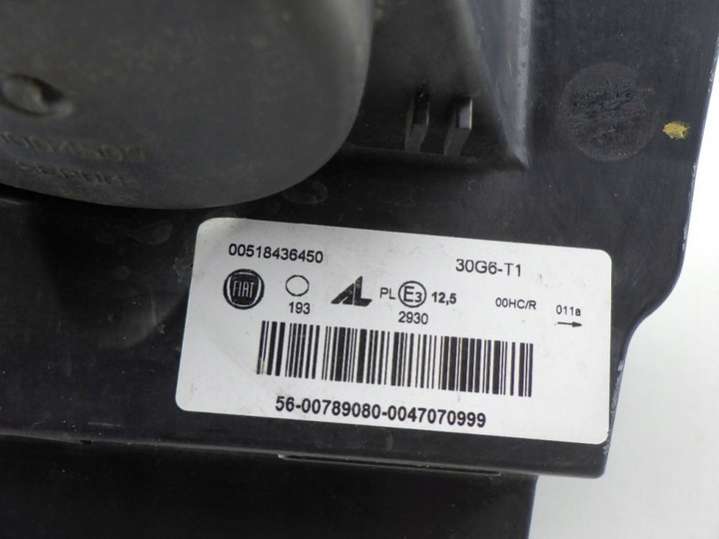 00518436450 30G6-T1
FIAT 193 AL PL E3 12,5 2930 00HC/R 011a
56-00789080-0047070999